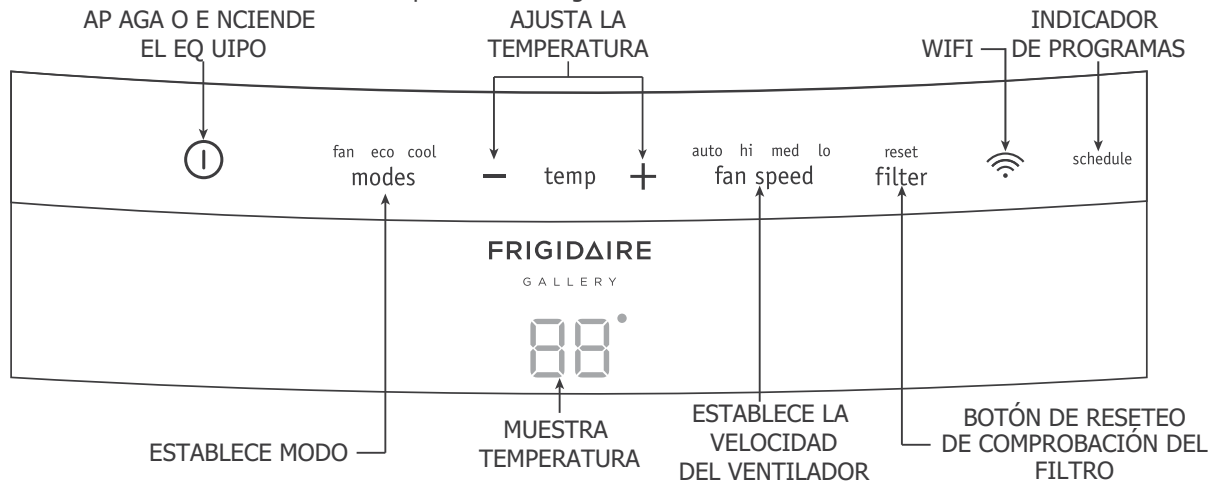 AP AGA O E NCIENDE
EL EQ UIPO
AJUSTA LA
TEMPERATURA
WIFI
INDICADOR
DE PROGRAMAS
fan eco cool
modes
temp
auto hi med lo
fan speed
reset
filter
schedule
FRIGIDAIRE
GALLERY
88°
ESTABLECE MODO
MUESTRA
TEMPERATURA
ESTABLECE LA
VELOCIDAD
DEL VENTILADOR
BOTÓN DE RESETEO
DE COMPROBACIÓN DEL
FILTRO